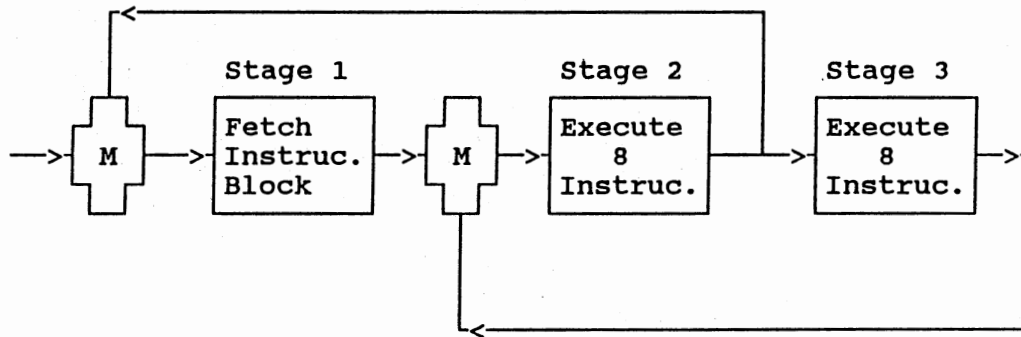 Stage 1
Stage 2
Stage 3
M
Fetch
Instruc.
Block
M
Execute
8
Instruc.
Execute
8
Instruc.